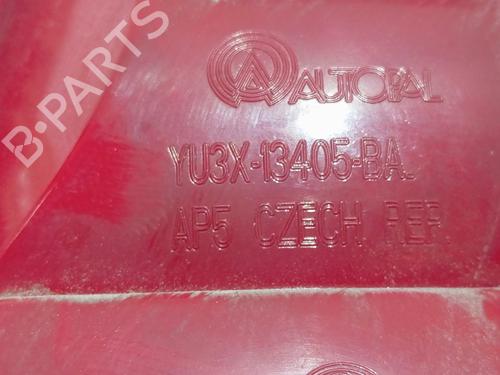 B-PARTS
AUTOPAL
YU3X-13405-BA
AP5 CZECH REP